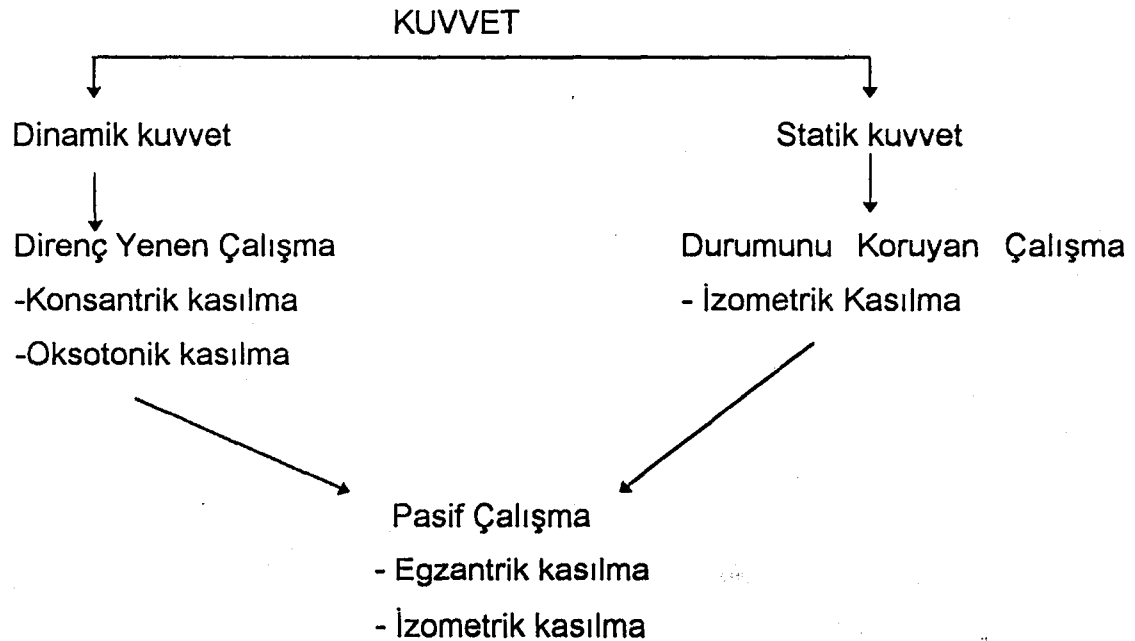 KUVVET
Dinamik kuvvet
Statik kuvvet
Direnç Yenen Çalışma
-Konsantrik kasılma
-Oksotonik kasılma
Durumunu Koruyan Çalışma
- İzometrik Kasılma
Pasif Çalışma
- Egzantrik kasılma
- İzometrik kasılma